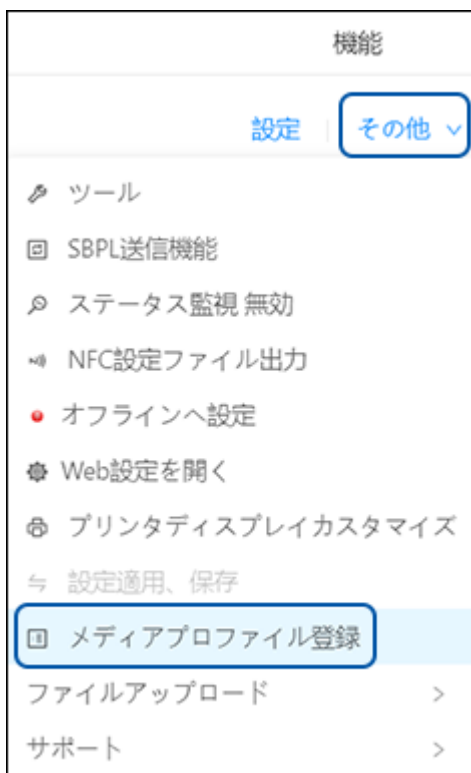 機能
設定 その他
ツール
SBPL送信機能
ステータス監視 無効
NFC設定ファイル出力
オフラインへ設定
Web設定を開く
プリンタディスプレイカスタマイズ
設定適用、保存
メディアプロファイル登録
ファイルアップロード
サポート